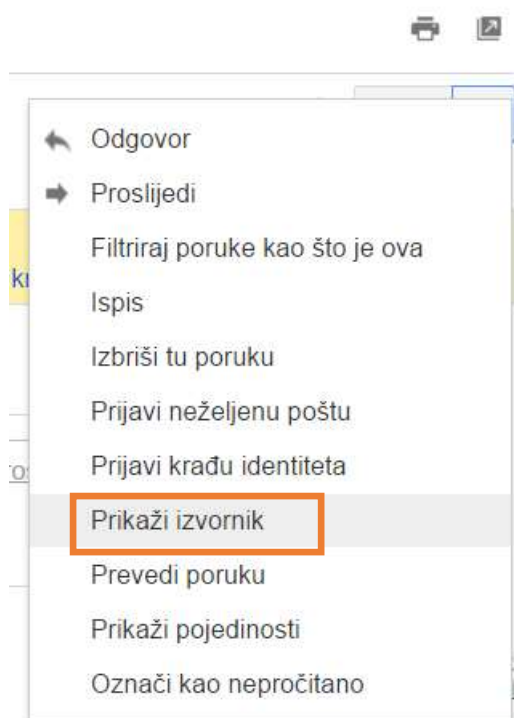 Odgovor
Proslijedi
Filtriraj poruke kao što je ova
Ispis
Izbriši tu poruku
Prijavi neželjenu poštu
Prijavi krađu identiteta
Prikaži izvornik
Prevedi poruku
Prikaži pojedinosti
Označi kao nepročitano